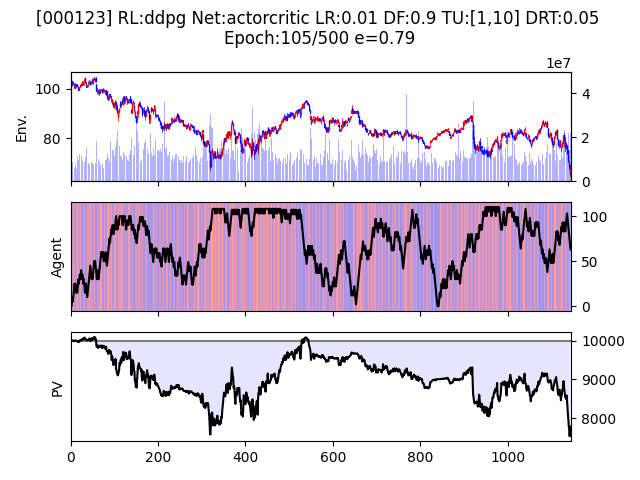 [000123] RL:ddpg Net:actorcritic LR:0.01 DF:0.9 TU:[1,10] DRT:0.05
Epoch:105/500 e=0.79
1e7
Env.
100
80
4
2
0
Agent
100
50
0
PV
10000
9000
8000
0 200 400 600 800 1000